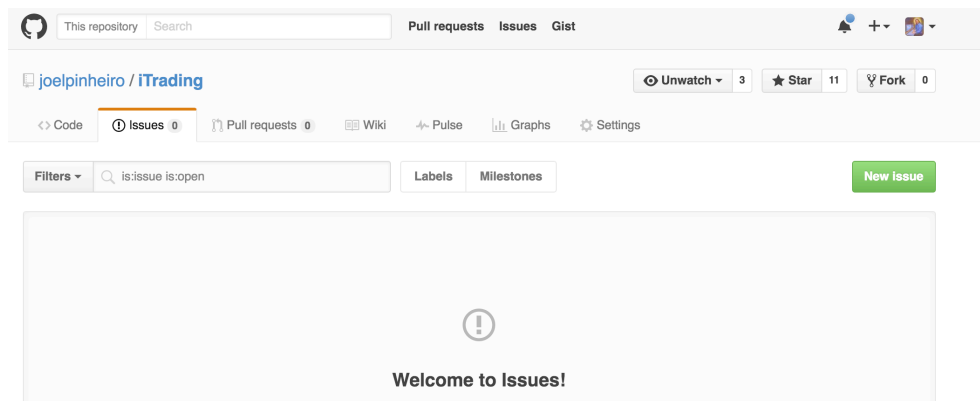 This repository Search Pull requests Issues Gist
joelpinheiro / iTrading Unwatch 3 Star 11 Fork 0
Code Issues 0 Pull requests 0 Wiki Pulse Graphs Settings
Filters is:issue is:open Labels Milestones New issue
Welcome to Issues!